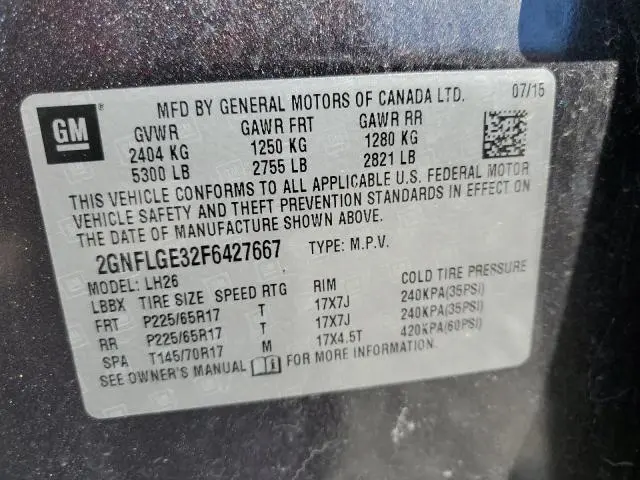 GM
MFD BY GENERAL MOTORS OF CANADA LTD. 07/15
GVWR GAWR FRT GAWR RR
2404 KG 1250 KG 1280 KG
5300 LB 2755 LB 2821 LB
THIS VEHICLE CONFORMS TO ALL APPLICABLE U.S. FEDERAL MOTOR
VEHICLE SAFETY AND THEFT PREVENTION STANDARDS IN EFFECT ON
THE DATE OF MANUFACTURE SHOWN ABOVE.
2GNFLGE32F6427667 TYPE: M.P.V.
MODEL: LH26
LBBX TIRE SIZE SPEED RTG RIM COLD TIRE PRESSURE
FRT P225/65R17 T 17X7J 240KPA(35PSI)
RR P225/65R17 T 17X7J 240KPA(35PSI)
SPA T145/70R17 M 17X4.5T 420KPA(60PSI)
SEE OWNER'S MANUAL FOR MORE INFORMATION.